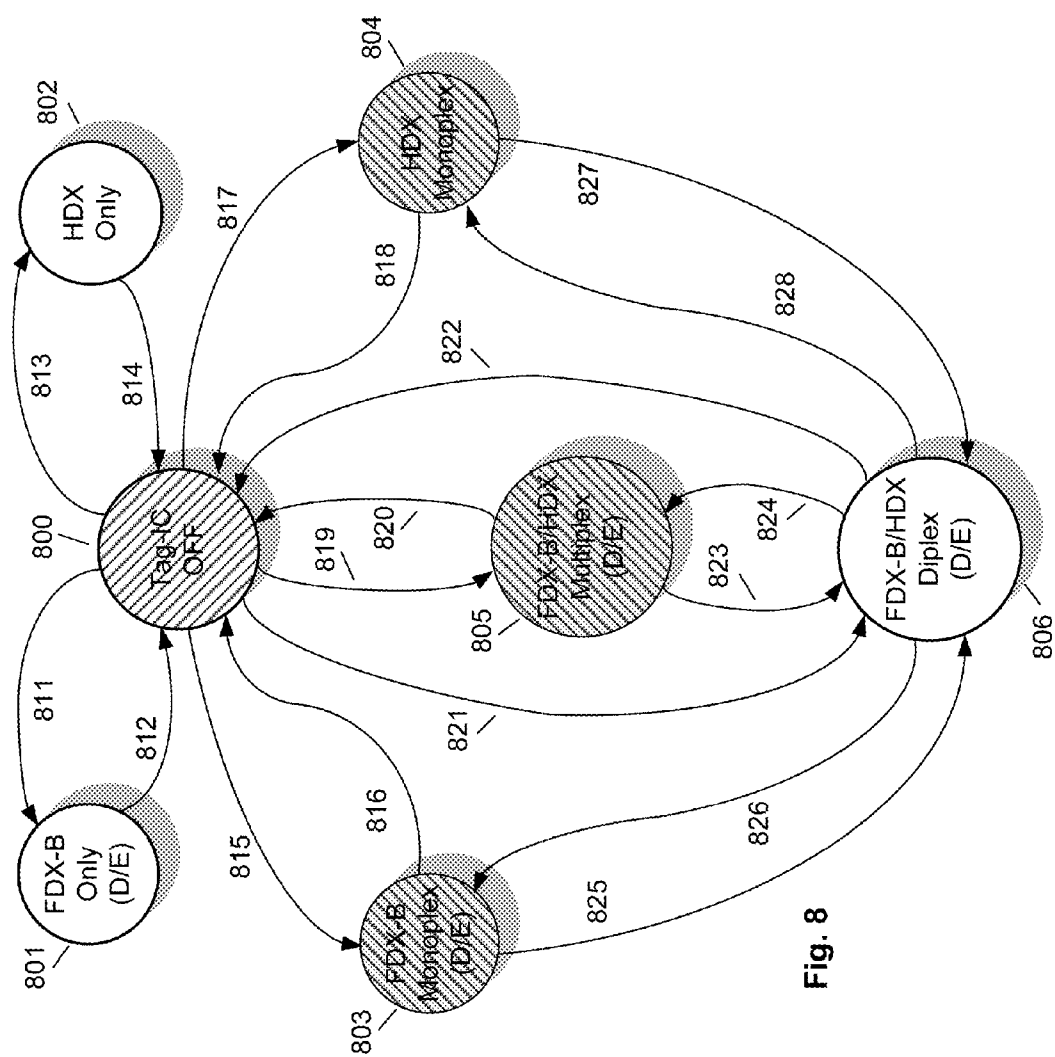 800
813
802
HDX
Only
811
801
FDX-B
Only
(D/E)
812
Tag-IC
OFF
814
817
804
HDX
Monoplex
815
816
818
803
FDX-B
Monoplex
(D/E)
819
820
822
805
FDX-B/HDX
Multiplex
(D/E)
821
823
824
827
828
825
826
FDX-B/HDX
Diplex
(D/E)
806
Fig. 8